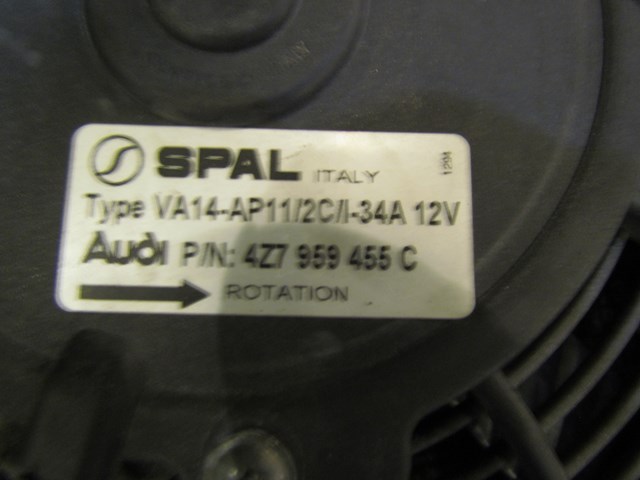 SPAL ITALY
Type VA14-AP11/2C/I-34A 12V
Audi P/N: 4Z7 959 455 C
ROTATION